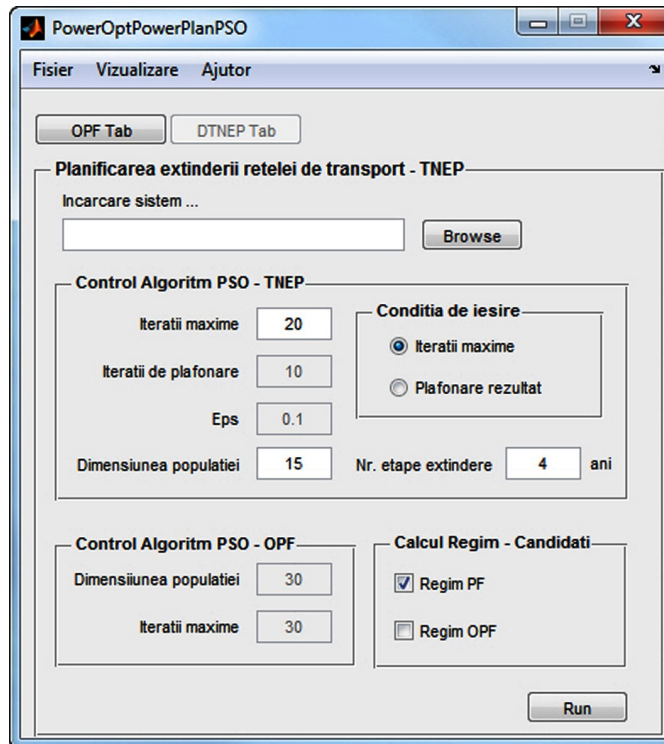 PowerOptPowerPlanPSO
Fisier Vizualizare Ajutor
OPF Tab DTNEP Tab
Planificarea extinderii retelei de transport - TNEP
Incarcare sistem ...
Browse
Control Algoritm PSO - TNEP
Iteratii maxime 20
Iteratii de plafonare 10
Eps 0.1
Dimensiunea populatiei 15
Conditia de iesire
Iteratii maxime
Plafonare rezultat
Nr. etape extindere 4 ani
Control Algoritm PSO - OPF
Dimensiiunea populatiei 30
Iteratii maxime 30
Calcul Regim - Candidati
Regim PF
Regim OPF
Run